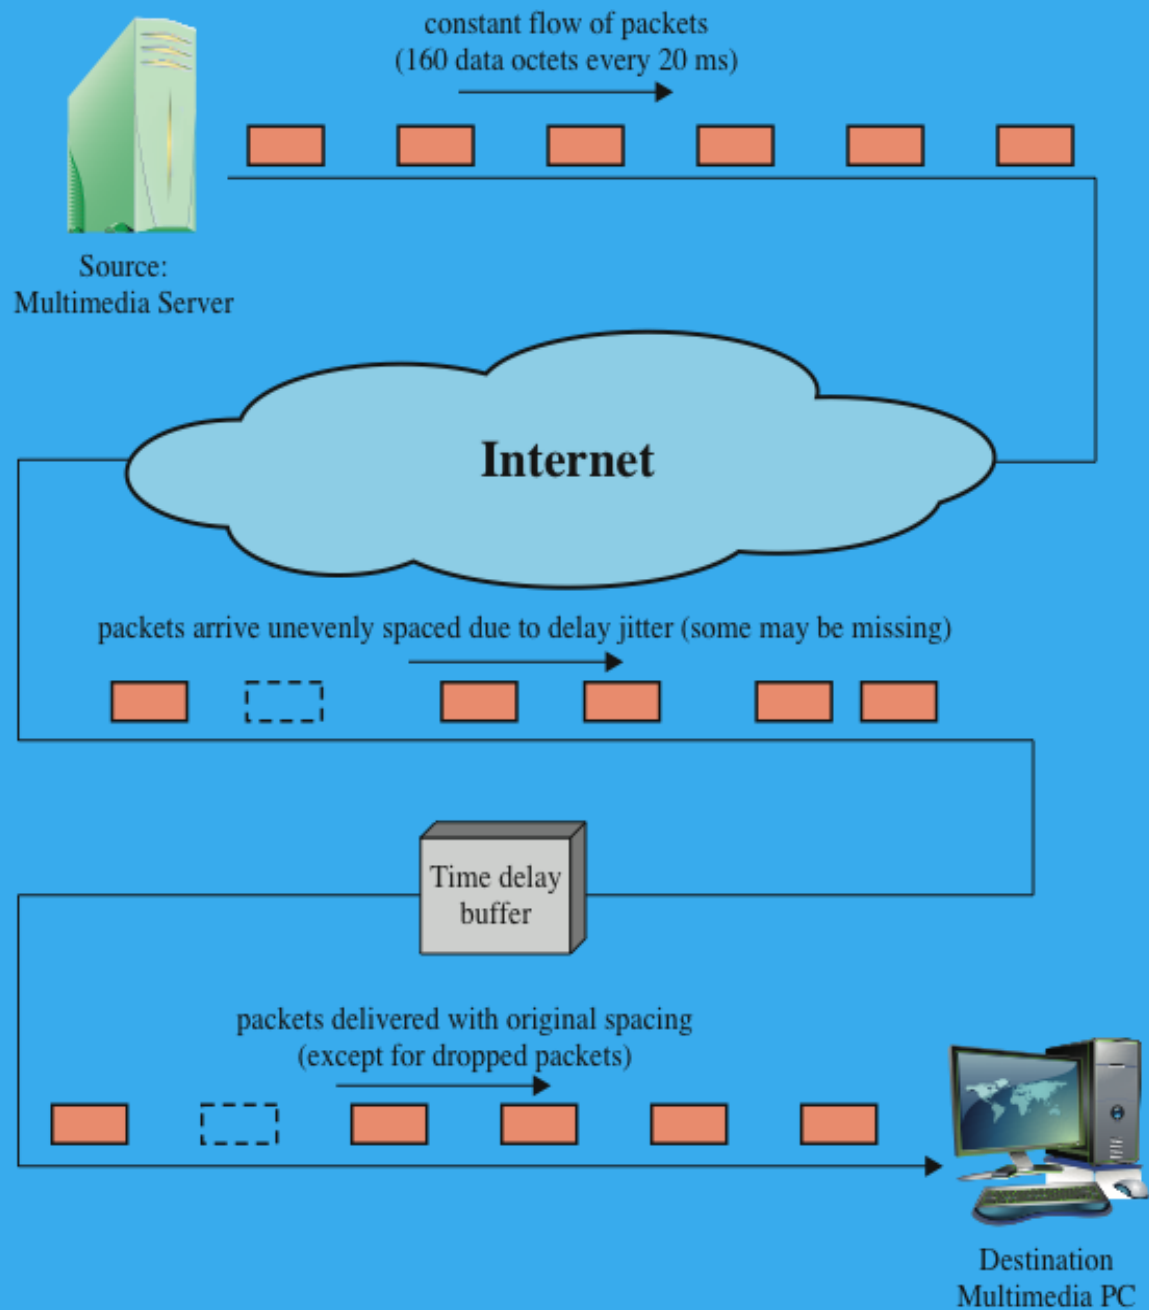 constant flow of packets
(160 data octets every 20 ms)
Source:
Multimedia Server
Internet
packets arrive unevenly spaced due to delay jitter (some may be missing)
Time delay
buffer
packets delivered with original spacing
(except for dropped packets)
Destination
Multimedia PC